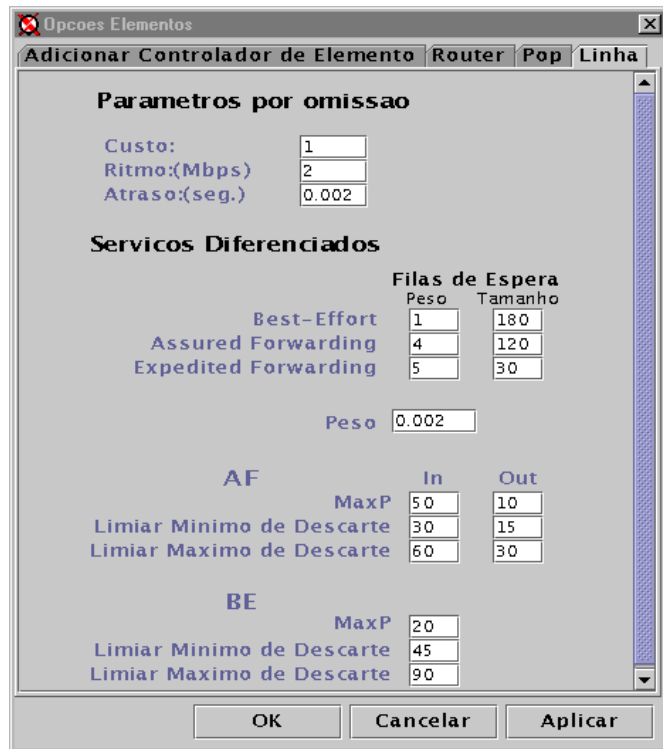 Opcoes Elementos
Adicionar Controlador de Elemento Router Pop Linha
Parametros por omissao
Custo: 1
Ritmo:(Mbps) 2
Atraso:(seg.) 0.002
Servicos Diferenciados
Filas de Espera
Peso Tamanho
Best-Effort 1 180
Assured Forwarding 4 120
Expedited Forwarding 5 30
Peso 0.002
AF In Out
MaxP 50 10
Limiar Minimo de Descarte 30 15
Limiar Maximo de Descarte 60 30
BE
MaxP 20
Limiar Minimo de Descarte 45
Limiar Maximo de Descarte 90
OK Cancelar Aplicar